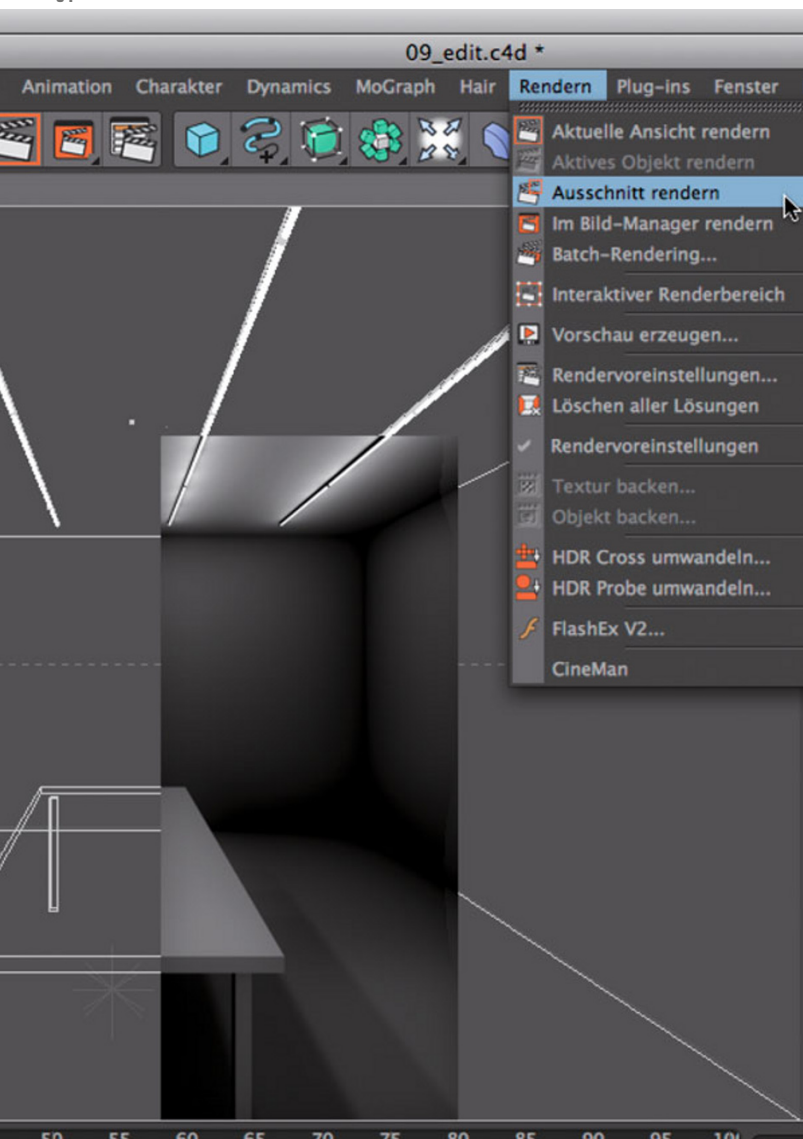 09_edit.c4d *
Animation Charakter Dynamics MoGraph Hair Rendern Plug-ins Fenster
Aktuelle Ansicht rendern
Aktives Objekt rendern
Ausschnitt rendern
Im Bild-Manager rendern
Batch-Rendering...
Interaktiver Renderbereich
Vorschau erzeugen...
Rendervoreinstellungen...
Löschen aller Lösungen
Rendervoreinstellungen
Textur backen...
Objekt backen...
HDR Cross umwandeln...
HDR Probe umwandeln...
FlashEx V2...
CineMan
50 55 60 65 70 75 80 85 90 95